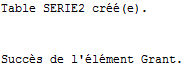 Table SERIE2 créé(e).
Succès de l'élément Grant.